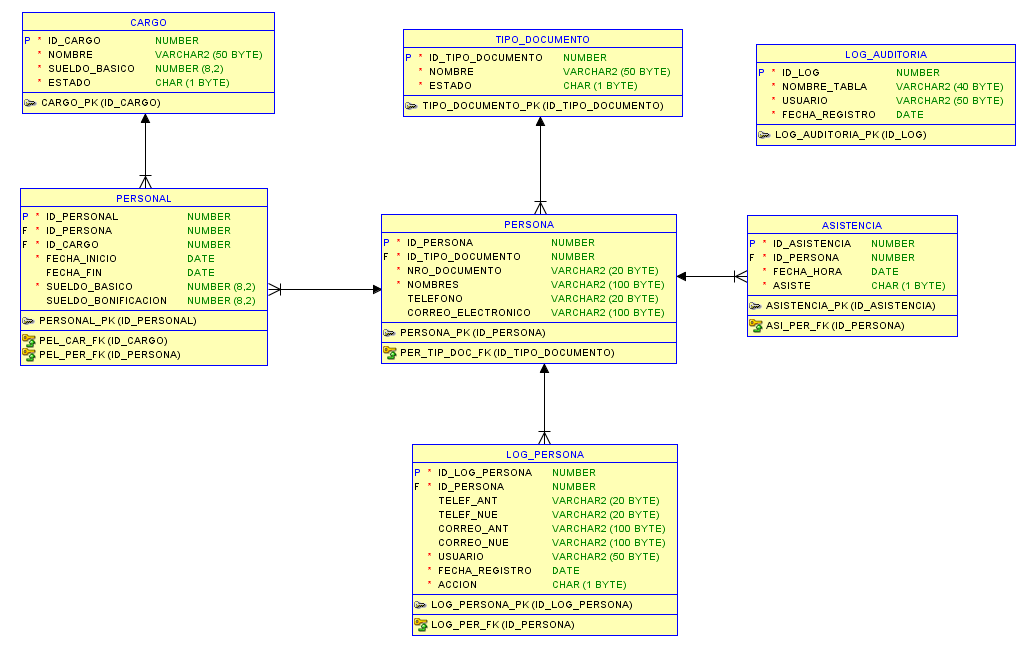 CARGO
P * ID_CARGO NUMBER
* NOMBRE VARCHAR2 (50 BYTE)
* SUELDO_BASICO NUMBER (8,2)
* ESTADO CHAR (1 BYTE)
CARGO_PK (ID_CARGO)
TIPO_DOCUMENTO
P * ID_TIPO_DOCUMENTO NUMBER
* NOMBRE VARCHAR2 (50 BYTE)
* ESTADO CHAR (1 BYTE)
TIPO_DOCUMENTO_PK (ID_TIPO_DOCUMENTO)
LOG_AUDITORIA
P * ID_LOG NUMBER
* NOMBRE_TABLA VARCHAR2 (40 BYTE)
* USUARIO VARCHAR2 (50 BYTE)
* FECHA_REGISTRO DATE
LOG_AUDITORIA_PK (ID_LOG)
PERSONAL
P * ID_PERSONAL NUMBER
F * ID_PERSONA NUMBER
F * ID_CARGO NUMBER
* FECHA_INICIO DATE
FECHA_FIN DATE
* SUELDO_BASICO NUMBER (8,2)
SUELDO_BONIFICACION NUMBER (8,2)
PERSONAL_PK (ID_PERSONAL)
PEL_CAR_FK (ID_CARGO)
PEL_PER_FK (ID_PERSONA)
PERSONA
P * ID_PERSONA NUMBER
F * ID_TIPO_DOCUMENTO NUMBER
* NRO_DOCUMENTO VARCHAR2 (20 BYTE)
* NOMBRES VARCHAR2 (100 BYTE)
TELEFONO VARCHAR2 (20 BYTE)
CORREO_ELECTRONICO VARCHAR2 (100 BYTE)
PERSONA_PK (ID_PERSONA)
PER_TIP_DOC_FK (ID_TIPO_DOCUMENTO)
ASISTENCIA
P * ID_ASISTENCIA NUMBER
F * ID_PERSONA NUMBER
* FECHA_HORA DATE
* ASISTE CHAR (1 BYTE)
ASISTENCIA_PK (ID_ASISTENCIA)
ASI_PER_FK (ID_PERSONA)
LOG_PERSONA
P * ID_LOG_PERSONA NUMBER
F * ID_PERSONA NUMBER
TELEF_ANT VARCHAR2 (20 BYTE)
TELEF_NUE VARCHAR2 (20 BYTE)
CORREO_ANT VARCHAR2 (100 BYTE)
CORREO_NUE VARCHAR2 (100 BYTE)
* USUARIO VARCHAR2 (50 BYTE)
* FECHA_REGISTRO DATE
* ACCION CHAR (1 BYTE)
LOG_PERSONA_PK (ID_LOG_PERSONA)
LOG_PER_FK (ID_PERSONA)